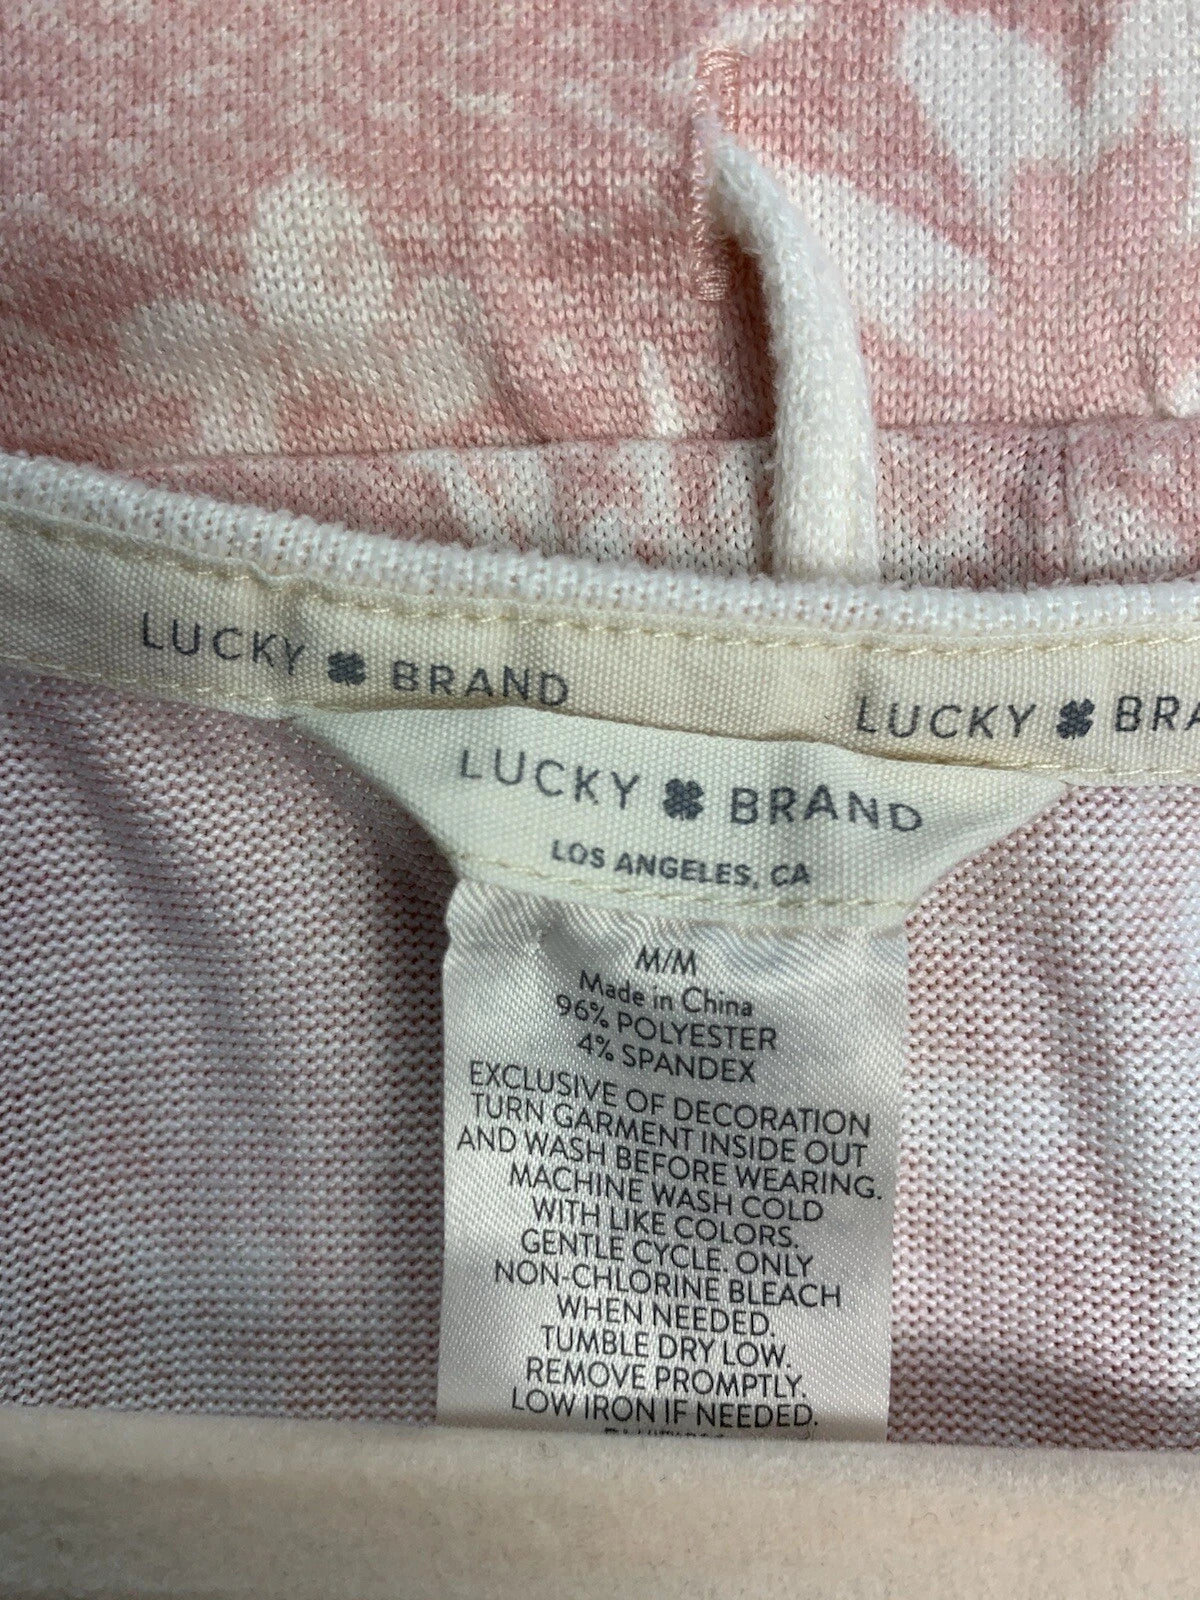 LUCKY BRAND
LUCKY BRA
LUCKY BRAND
LOS ANGELES, CA
M/M
Made in China
96% POLYESTER
4% SPANDEX
EXCLUSIVE OF DECORATION
TURN GARMENT INSIDE OUT
AND WASH BEFORE WEARING.
MACHINE WASH COLD
WITH LIKE COLORS.
GENTLE CYCLE. ONLY
NON-CHLORINE BLEACH
WHEN NEEDED.
TUMBLE DRY LOW.
REMOVE PROMPTLY.
LOW IRON IF NEEDED.